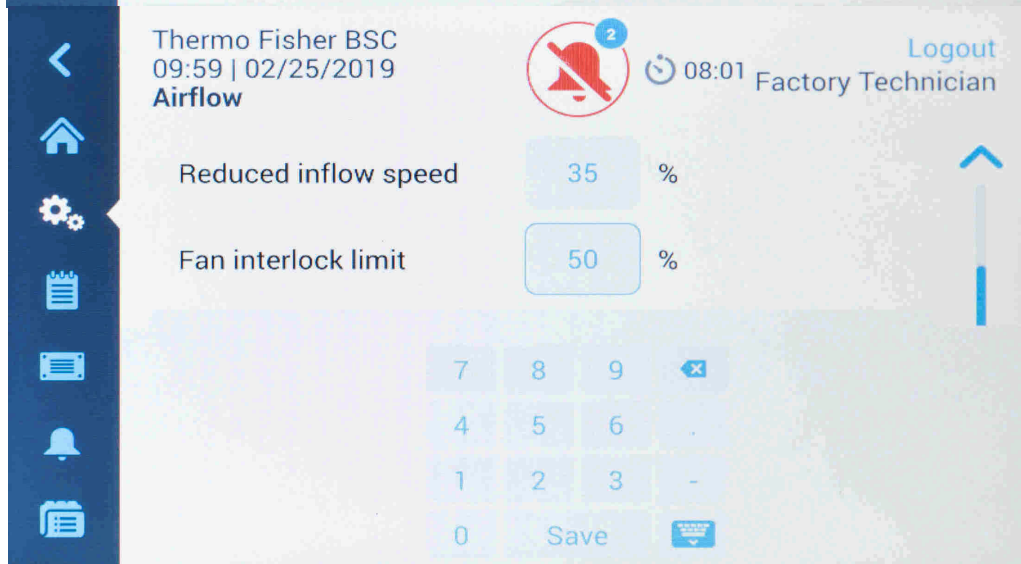 Thermo Fisher BSC
09:59 | 02/25/2019
Airflow
2
08:01
Logout
Factory Technician
Reduced inflow speed 35 %
Fan interlock limit 50 %
7 8 9
4 5 6 .
1 2 3 -
0 Save